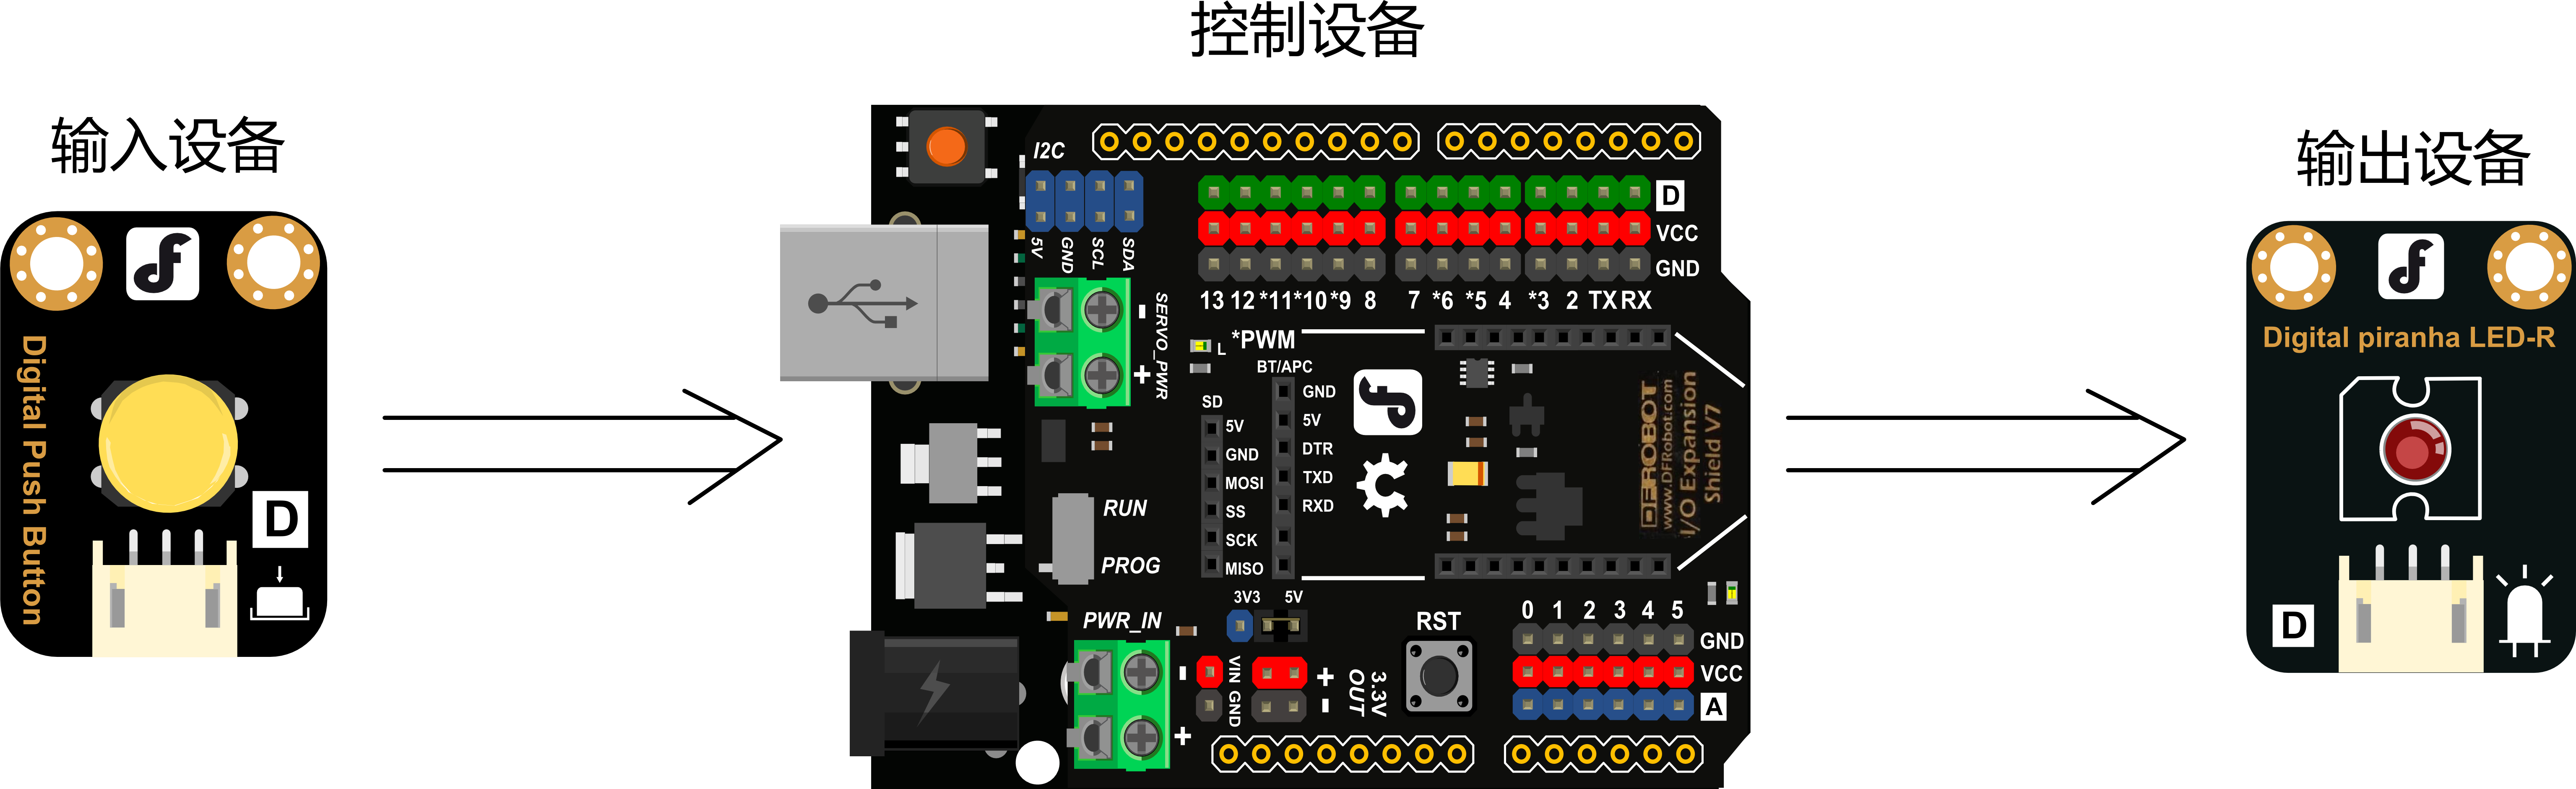 控制设备
输入设备
输出设备
Digital Push Button
D
I2C
5V
GND
SCL
SDA
SERVO_PWR
-
+
D
VCC
GND
13 12 *11 *10 *9 8 7 *6 *5 4 *3 2 TX RX
*PWM
L
BT/APC
GND
5V
DTR
TXD
RXD
SD
5V
GND
MOSI
SS
SCK
MISO
DFROBOT
www.DFRobot.com
I/O Expansion
Shield V7
RUN
PROG
3V3 5V
PWR_IN
-
+
VIN GND
+
-
3.3V
OUT
RST
0 1 2 3 4 5
GND
VCC
A
Digital piranha LED-R
D